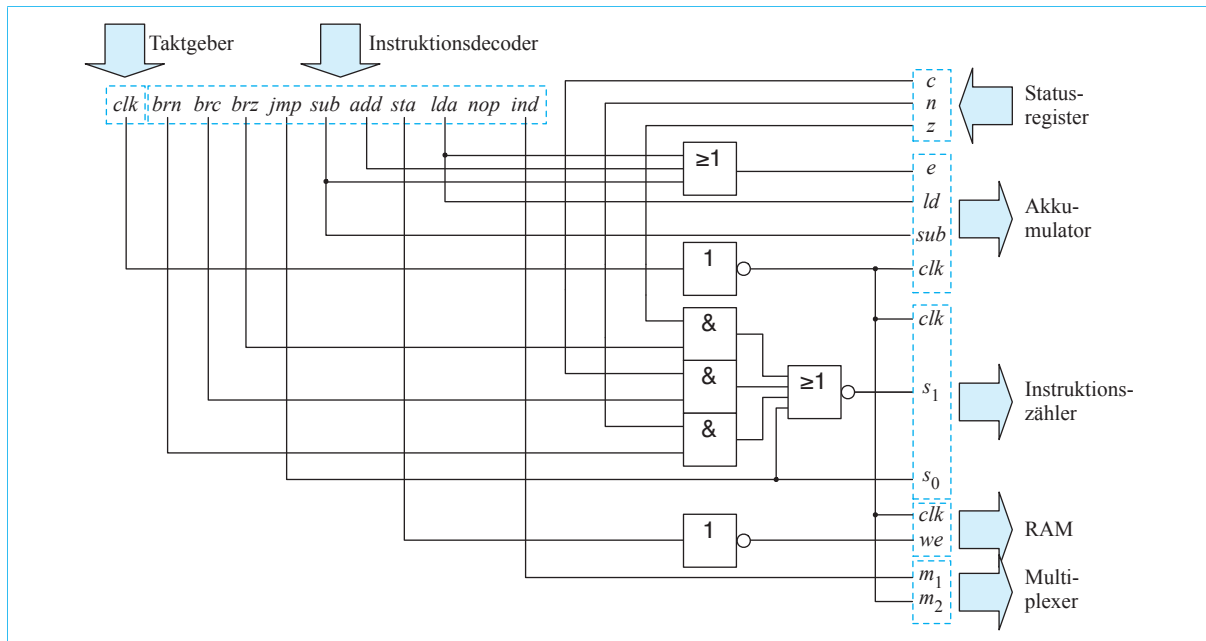 Taktgeber
Instruktionsdecoder
clk brn brc brz jmp sub add sta lda nop ind
c
n
z
Status-
register
≥1
e
ld
sub
clk
Akku-
mulator
1
&
&
&
≥1
clk
s1
s0
Instruktions-
zähler
1
clk
we
RAM
m1
m2
Multi-
plexer